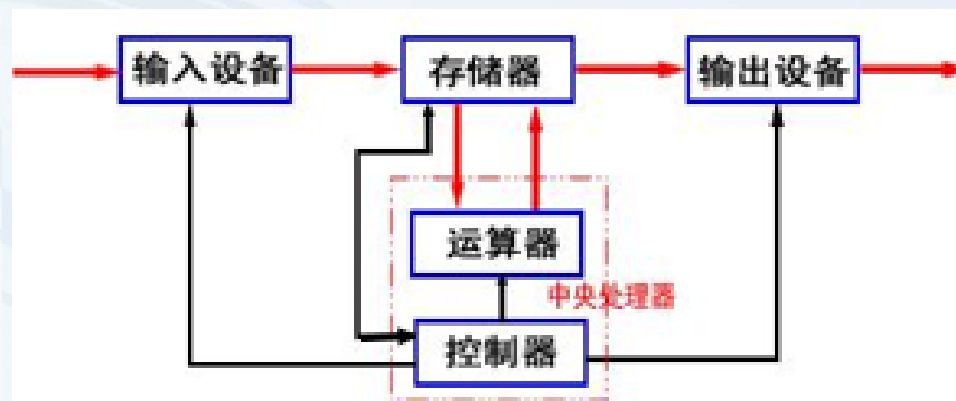 输入设备
存储器
输出设备
运算器
中央处理器
控制器